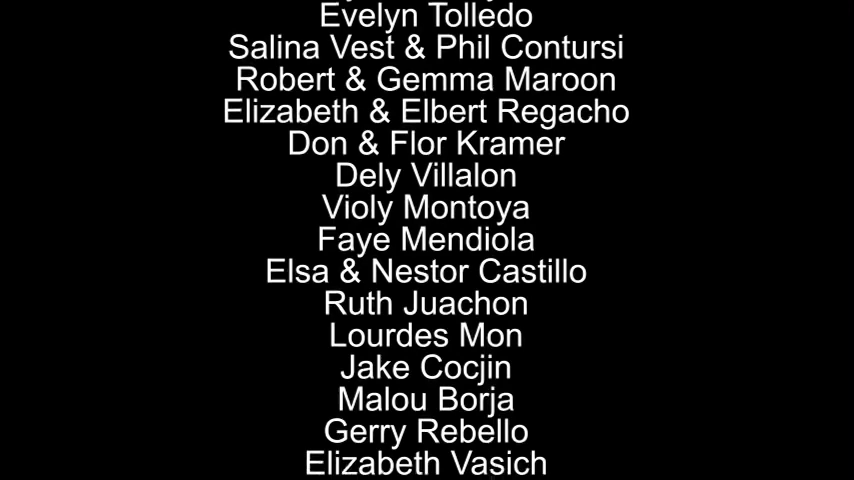 Evelyn Tolledo
Salina Vest & Phil Contursi
Robert & Gemma Maroon
Elizabeth & Elbert Regacho
Don & Flor Kramer
Dely Villalon
Violy Montoya
Faye Mendiola
Elsa & Nestor Castillo
Ruth Juachon
Lourdes Mon
Jake Cocjin
Malou Borja
Gerry Rebello
Elizabeth Vasich